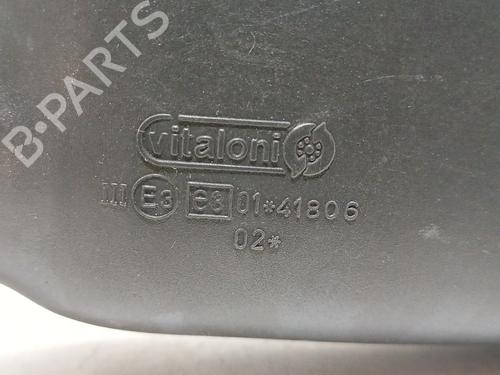 B-PARTS
vitaloni
III E3 e3 01*41806
02*